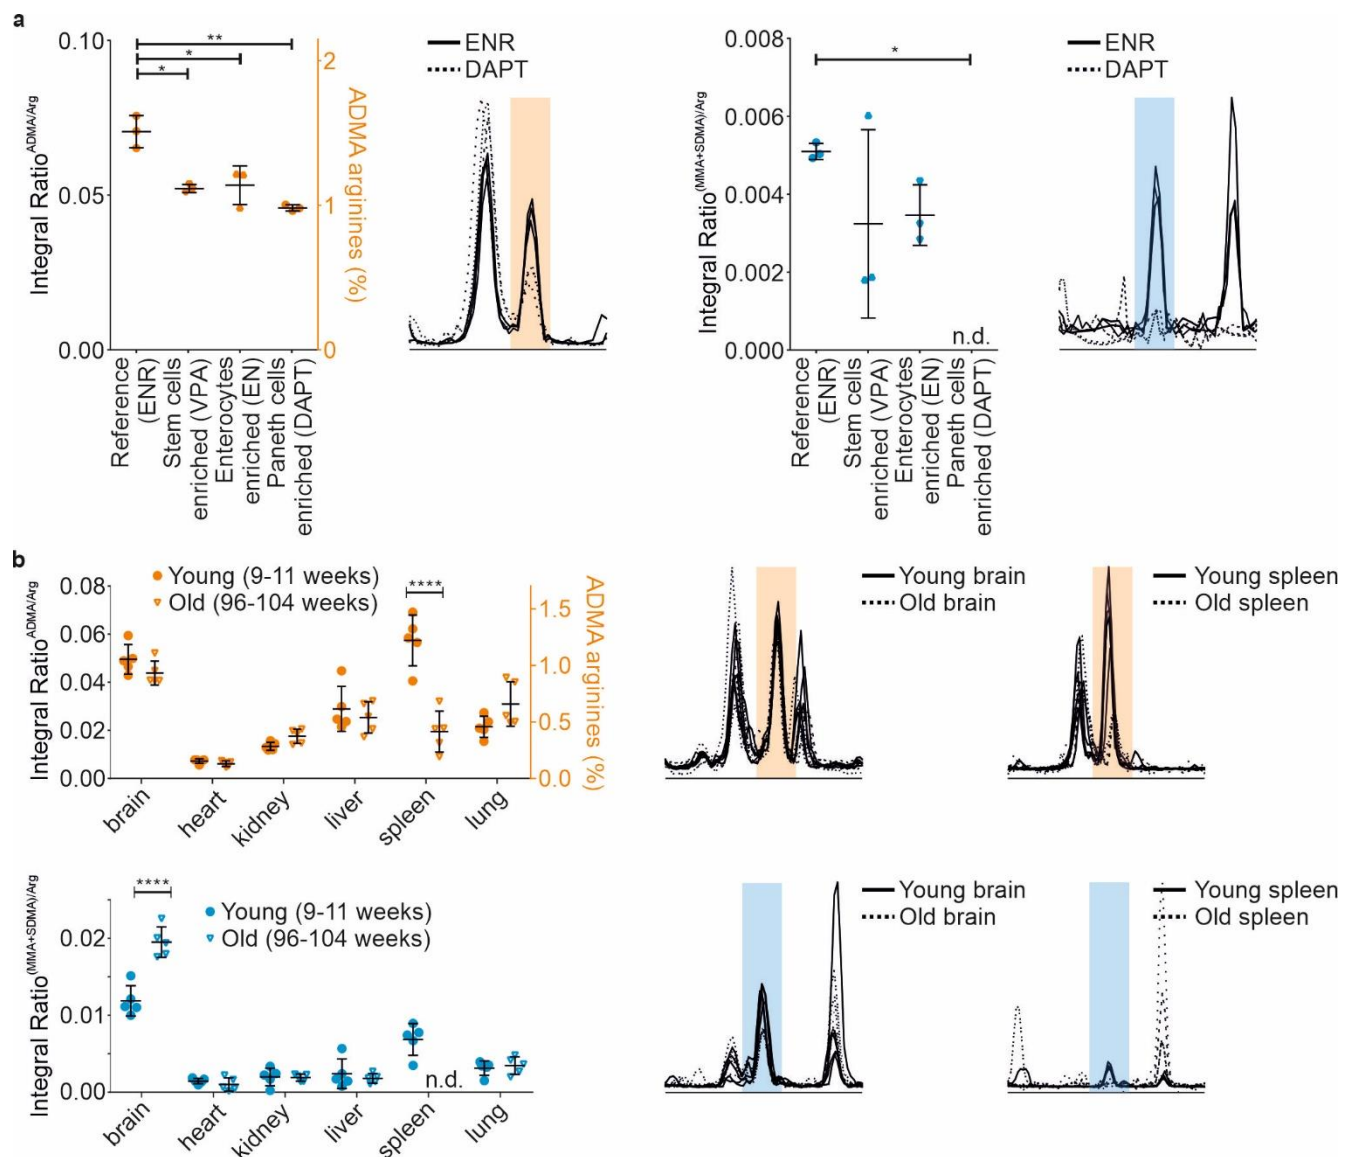 a
0.10
0.05
0.00
Integral Ratio^ADMA/Arg
**
*
*
2
1
0
ADMA arginines (%)
Reference
(ENR)
Stem cells
enriched (VPA)
Enterocytes
enriched (EN)
Paneth cells
enriched (DAPT)
ENR
DAPT
0.008
0.006
0.004
0.002
0.000
Integral Ratio^(MMA+SDMA)/Arg
*
n.d.
Reference
(ENR)
Stem cells
enriched (VPA)
Enterocytes
enriched (EN)
Paneth cells
enriched (DAPT)
ENR
DAPT
b
0.08
0.06
0.04
0.02
0.00
Integral Ratio^ADMA/Arg
Young (9-11 weeks)
Old (96-104 weeks)
****
1.5
1.0
0.5
0.0
ADMA arginines (%)
brain
heart
kidney
liver
spleen
lung
Young brain
Old brain
Young spleen
Old spleen
0.02
0.01
0.00
Integral Ratio^(MMA+SDMA)/Arg
****
Young (9-11 weeks)
Old (96-104 weeks)
n.d.
brain
heart
kidney
liver
spleen
lung
Young brain
Old brain
Young spleen
Old spleen